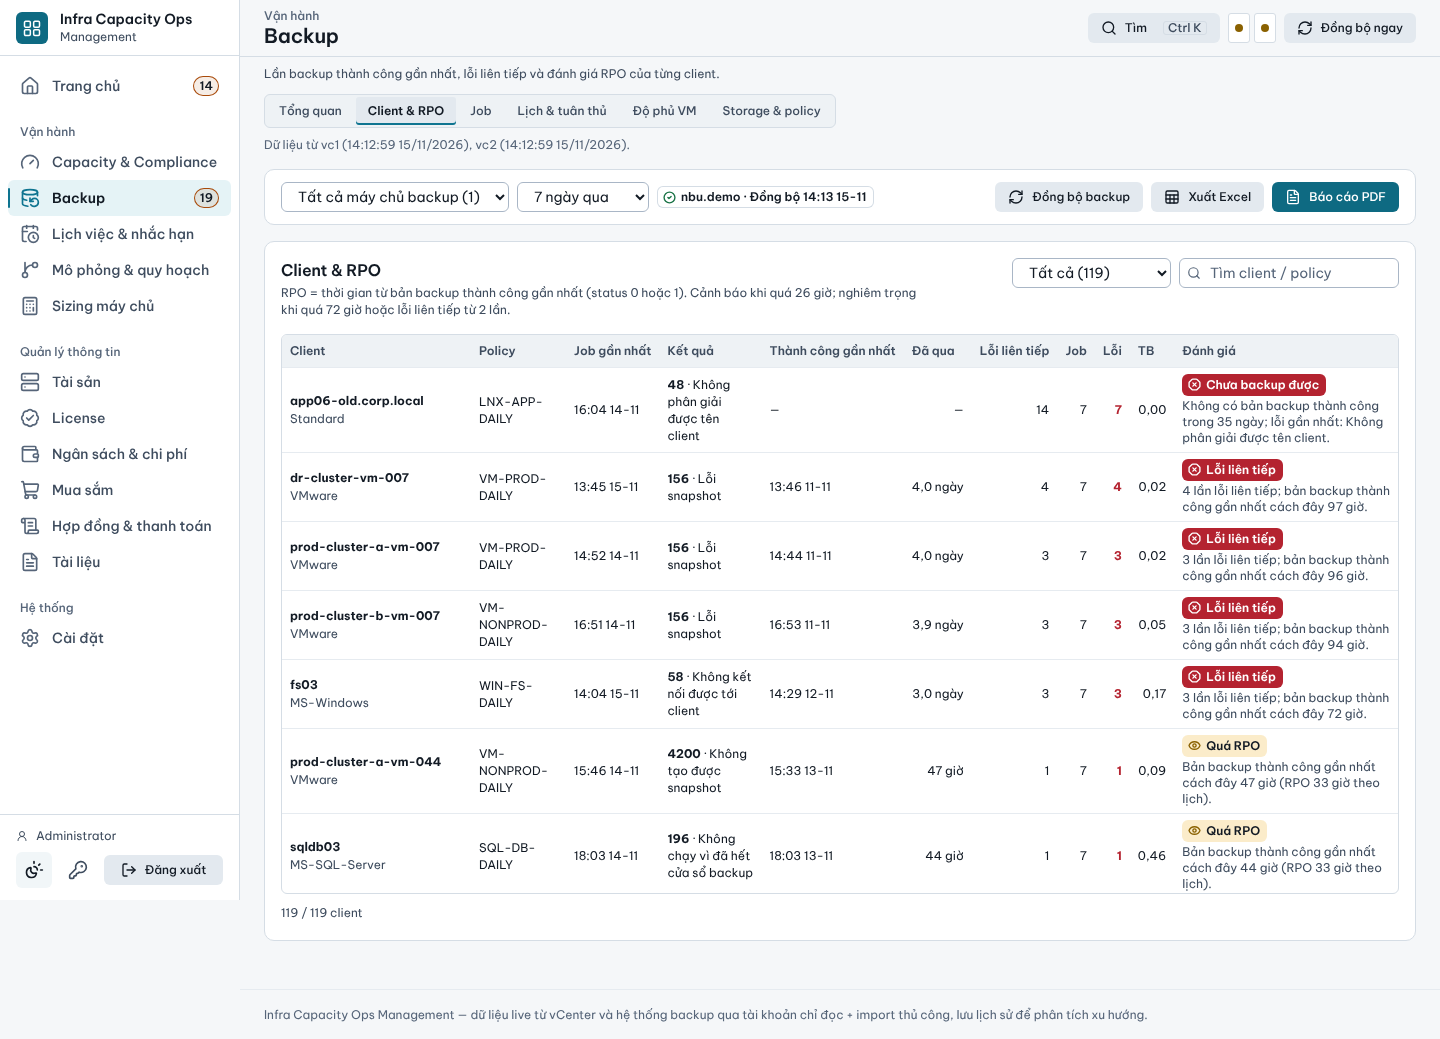 Infra Capacity Ops
Management
Trang chủ 14
Vận hành
Capacity & Compliance
Backup 19
Lịch việc & nhắc hạn
Mô phỏng & quy hoạch
Sizing máy chủ
Quản lý thông tin
Tài sản
License
Ngân sách & chi phí
Mua sắm
Hợp đồng & thanh toán
Tài liệu
Hệ thống
Cài đặt
Administrator
Đăng xuất
Vận hành
Backup
Tìm Ctrl K
Đồng bộ ngay
Lần backup thành công gần nhất, lỗi liên tiếp và đánh giá RPO của từng client.
Tổng quan Client & RPO Job Lịch & tuân thủ Độ phủ VM Storage & policy
Dữ liệu từ vc1 (14:12:59 15/11/2026), vc2 (14:12:59 15/11/2026).
Tất cả máy chủ backup (1) 7 ngày qua nbu.demo · Đồng bộ 14:13 15-11 Đồng bộ backup Xuất Excel Báo cáo PDF
Client & RPO
RPO = thời gian từ bản backup thành công gần nhất (status 0 hoặc 1). Cảnh báo khi quá 26 giờ; nghiêm trọng
khi quá 72 giờ hoặc lỗi liên tiếp từ 2 lần.
Tất cả (119) Tìm client / policy
Client Policy Job gần nhất Kết quả Thành công gần nhất Đã qua Lỗi liên tiếp Job Lỗi TB Đánh giá
app06-old.corp.local
Standard
LNX-APP-
DAILY
16:04 14-11
48 · Không
phân giải
được tên
client
— — 14 7 7 0,00
Chưa backup được
Không có bản backup thành công
trong 35 ngày; lỗi gần nhất: Không
phân giải được tên client.
dr-cluster-vm-007
VMware
VM-PROD-
DAILY
13:45 15-11
156 · Lỗi
snapshot
13:46 11-11 4,0 ngày 4 7 4 0,02
Lỗi liên tiếp
4 lần lỗi liên tiếp; bản backup thành
công gần nhất cách đây 97 giờ.
prod-cluster-a-vm-007
VMware
VM-PROD-
DAILY
14:52 14-11
156 · Lỗi
snapshot
14:44 11-11 4,0 ngày 3 7 3 0,02
Lỗi liên tiếp
3 lần lỗi liên tiếp; bản backup thành
công gần nhất cách đây 96 giờ.
prod-cluster-b-vm-007
VMware
VM-
NONPROD-
DAILY
16:51 14-11
156 · Lỗi
snapshot
16:53 11-11 3,9 ngày 3 7 3 0,05
Lỗi liên tiếp
3 lần lỗi liên tiếp; bản backup thành
công gần nhất cách đây 94 giờ.
fs03
MS-Windows
WIN-FS-
DAILY
14:04 15-11
58 · Không kết
nối được tới
client
14:29 12-11 3,0 ngày 3 7 3 0,17
Lỗi liên tiếp
3 lần lỗi liên tiếp; bản backup thành
công gần nhất cách đây 72 giờ.
prod-cluster-a-vm-044
VMware
VM-
NONPROD-
DAILY
15:46 14-11
4200 · Không
tạo được
snapshot
15:33 13-11 47 giờ 1 7 1 0,09
Quá RPO
Bản backup thành công gần nhất
cách đây 47 giờ (RPO 33 giờ theo
lịch).
sqldb03
MS-SQL-Server
SQL-DB-
DAILY
18:03 14-11
196 · Không
chạy vì đã hết
cửa sổ backup
18:03 13-11 44 giờ 1 7 1 0,46
Quá RPO
Bản backup thành công gần nhất
cách đây 44 giờ (RPO 33 giờ theo
lịch).
119 / 119 client
Infra Capacity Ops Management — dữ liệu live từ vCenter và hệ thống backup qua tài khoản chỉ đọc + import thủ công, lưu lịch sử để phân tích xu hướng.